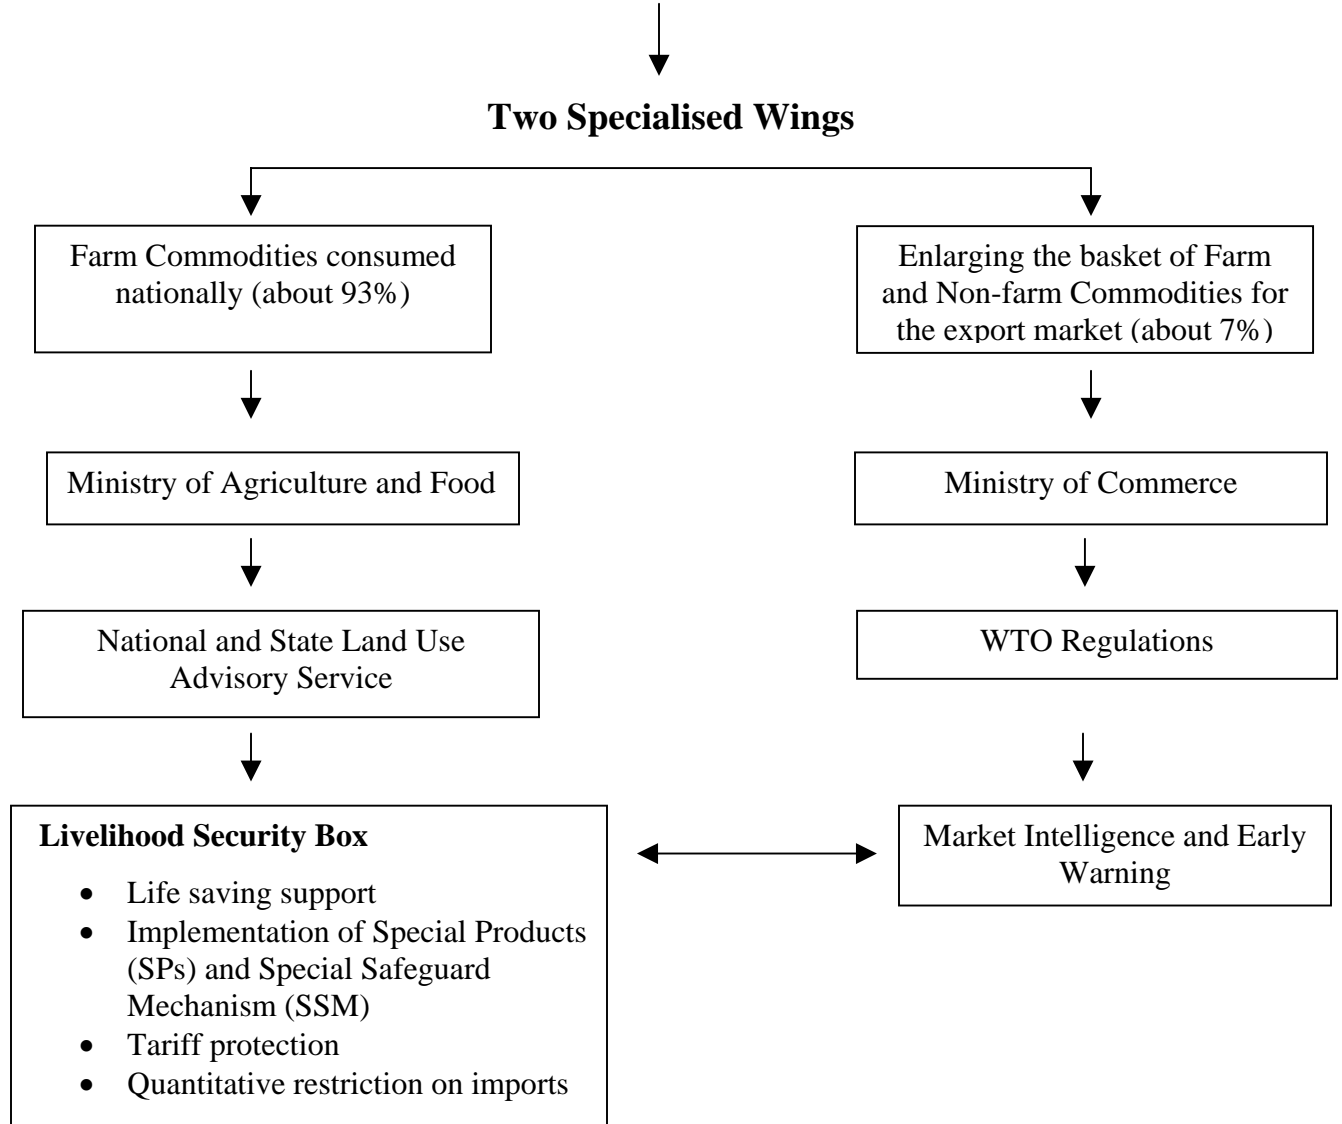 Two Specialised Wings
Farm Commodities consumed
nationally (about 93%)
Enlarging the basket of Farm
and Non-farm Commodities for
the export market (about 7%)
Ministry of Agriculture and Food
Ministry of Commerce
National and State Land Use
Advisory Service
WTO Regulations
Livelihood Security Box
• Life saving support
• Implementation of Special Products
(SPs) and Special Safeguard
Mechanism (SSM)
• Tariff protection
• Quantitative restriction on imports
Market Intelligence and Early
Warning